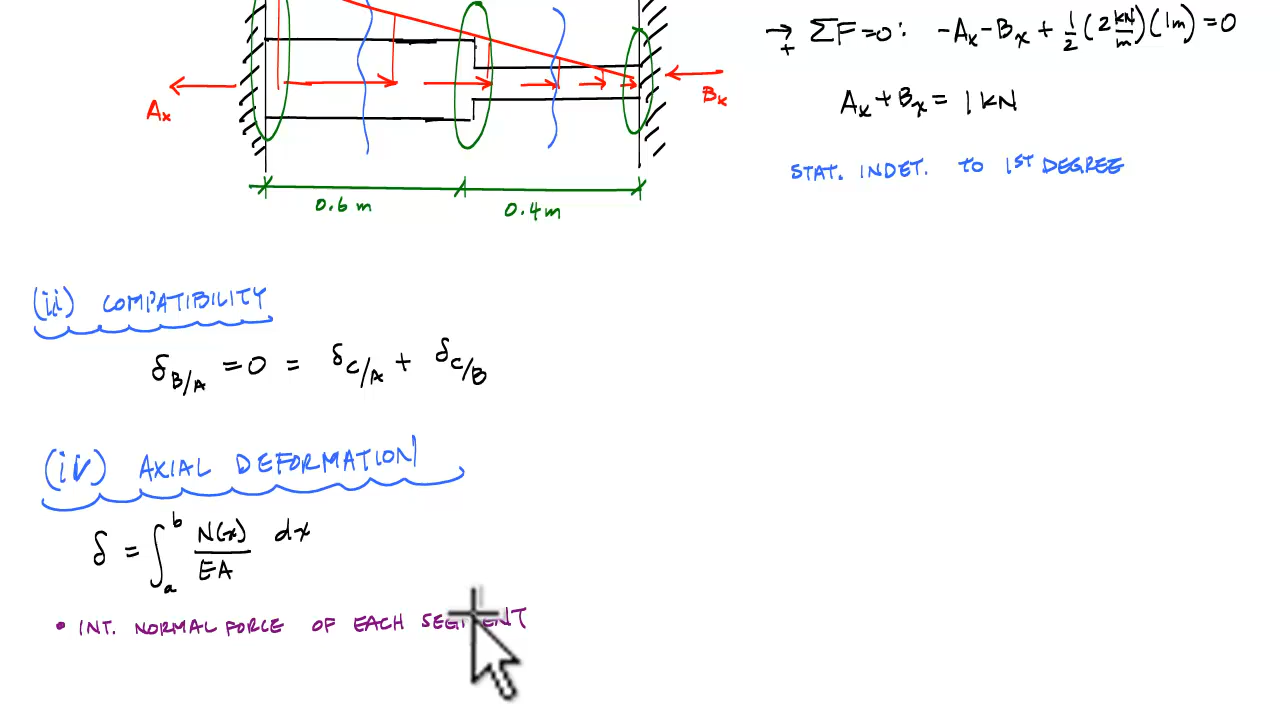 →+ ΣF=0: -Ax - Bx + 1/2 (2 kN/m)(1m) = 0
Ax
Bx
Ax + Bx = 1 kN
STAT. INDET. TO 1ST DEGREE
0.6 m
0.4 m
(ii) COMPATIBILITY
δB/A = 0 = δC/A + δC/B
(iv) AXIAL DEFORMATION
δ = ∫a^b N(x)/EA dx
• INT. NORMAL FORCE OF EACH SEGMENT